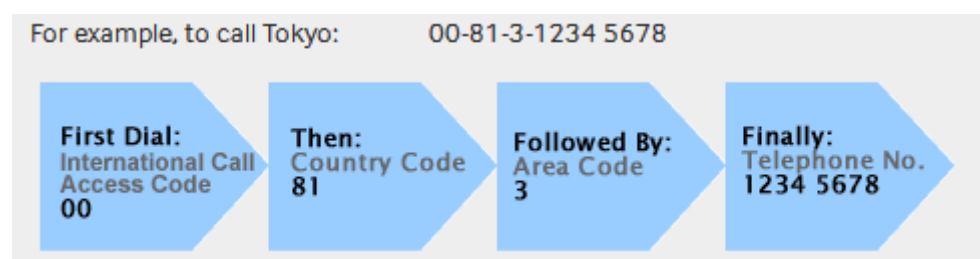 For example, to call Tokyo: 00-81-3-1234 5678
First Dial:
International Call
Access Code
00
Then:
Country Code
81
Followed By:
Area Code
3
Finally:
Telephone No.
1234 5678